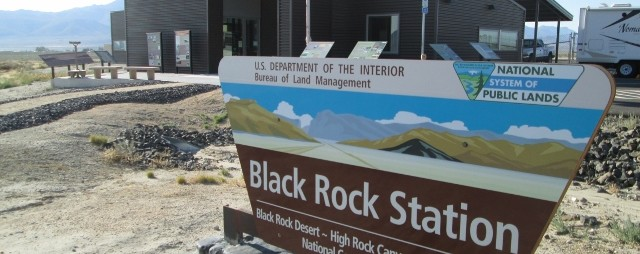 U.S. DEPARTMENT OF THE INTERIOR
Bureau of Land Management
NATIONAL
SYSTEM OF
PUBLIC LANDS
Black Rock Station
Black Rock Desert ~ High Rock
National